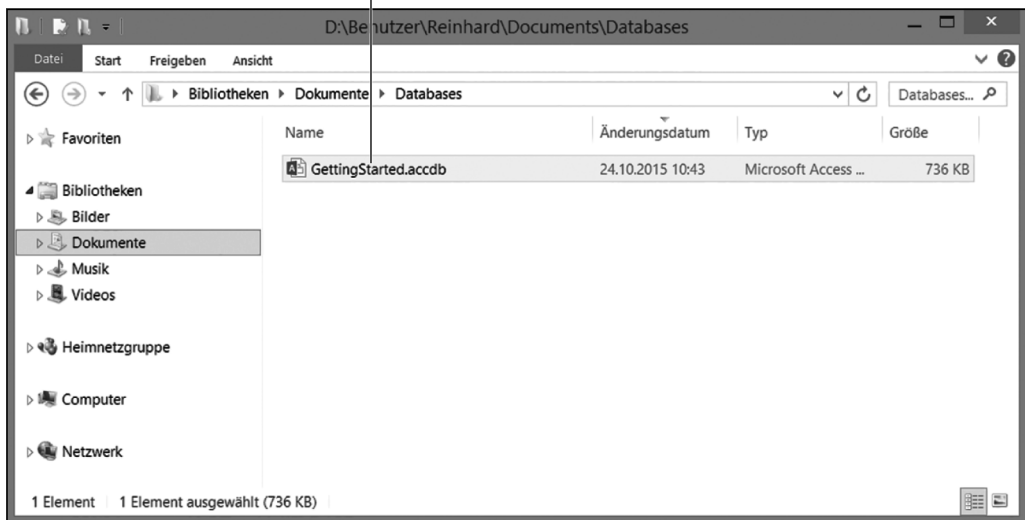 D:\Benutzer\Reinhard\Documents\Databases
Datei Start Freigeben Ansicht
Bibliotheken Dokumente Databases Databases...
Favoriten
Bibliotheken
Bilder
Dokumente
Musik
Videos
Heimnetzgruppe
Computer
Netzwerk
Name Änderungsdatum Typ Größe
GettingStarted.accdb 24.10.2015 10:43 Microsoft Access ... 736 KB
1 Element 1 Element ausgewählt (736 KB)